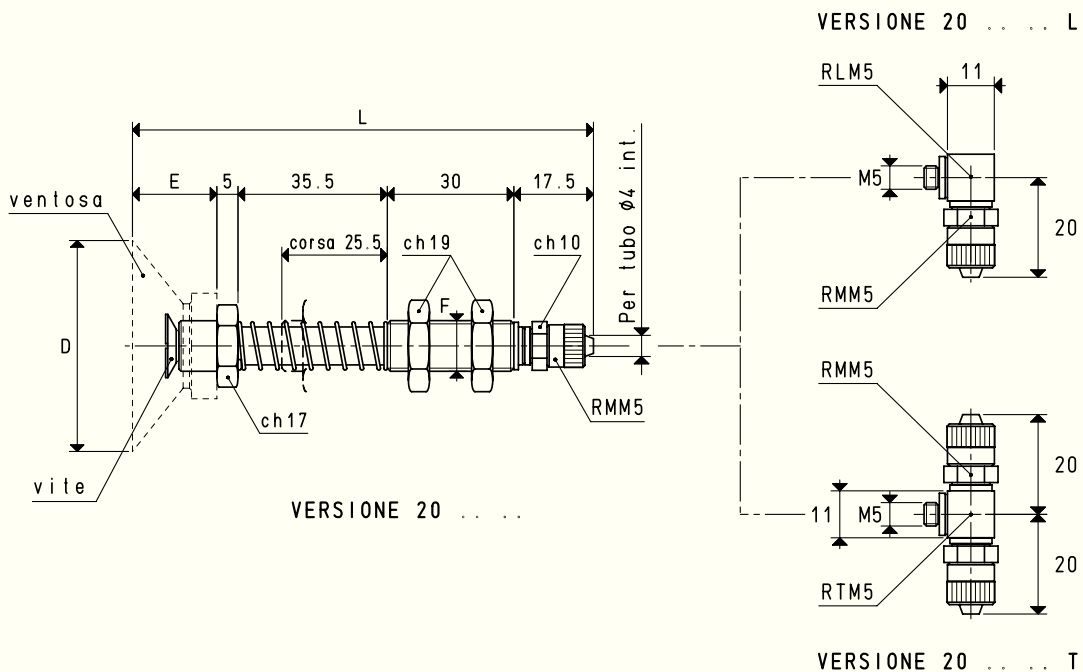 VERSIONE 20 .. .. L
RLM5
11
L
Per tubo ø4 int.
E
5
35.5
30
17.5
M5
ventosa
20
corsa 25.5
ch19
ch10
F
RMM5
D
RMM5
ch17
RMM5
20
vite
VERSIONE 20 .. ..
11
M5
20
RTM5
VERSIONE 20 .. .. T